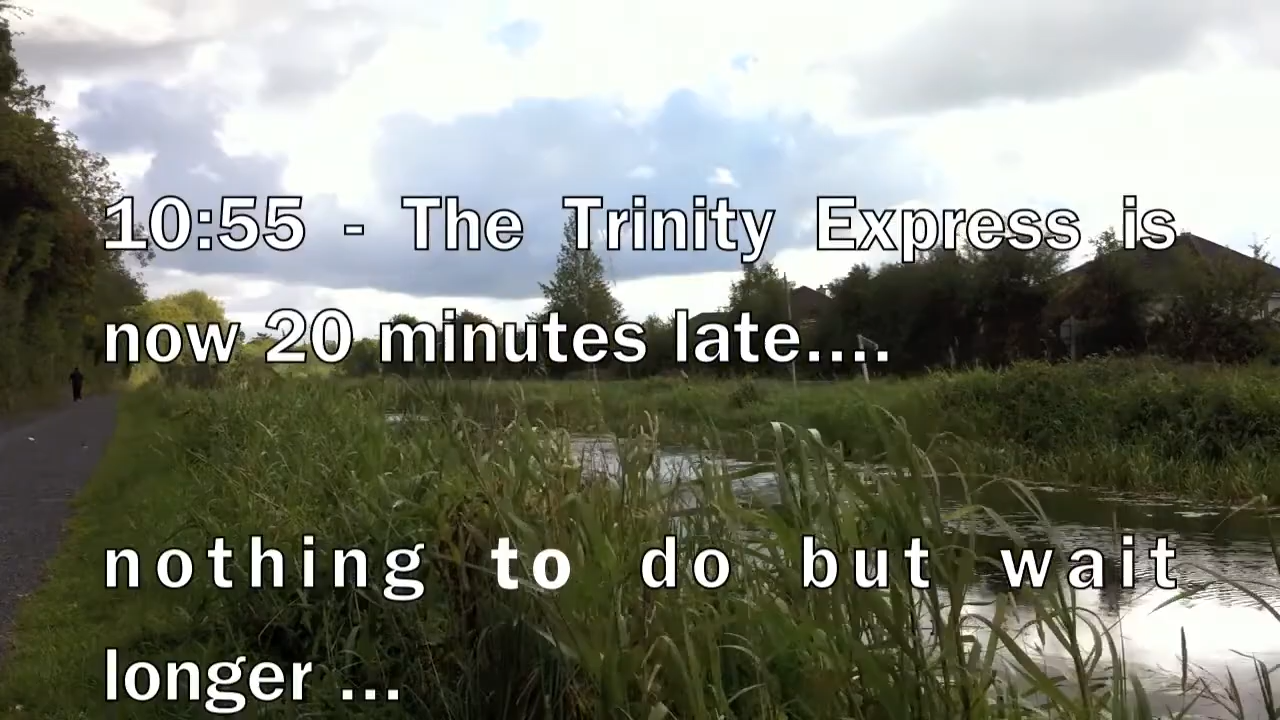 10:55 - The Trinity Express is
now 20 minutes late....
nothing to do but wait
longer ...